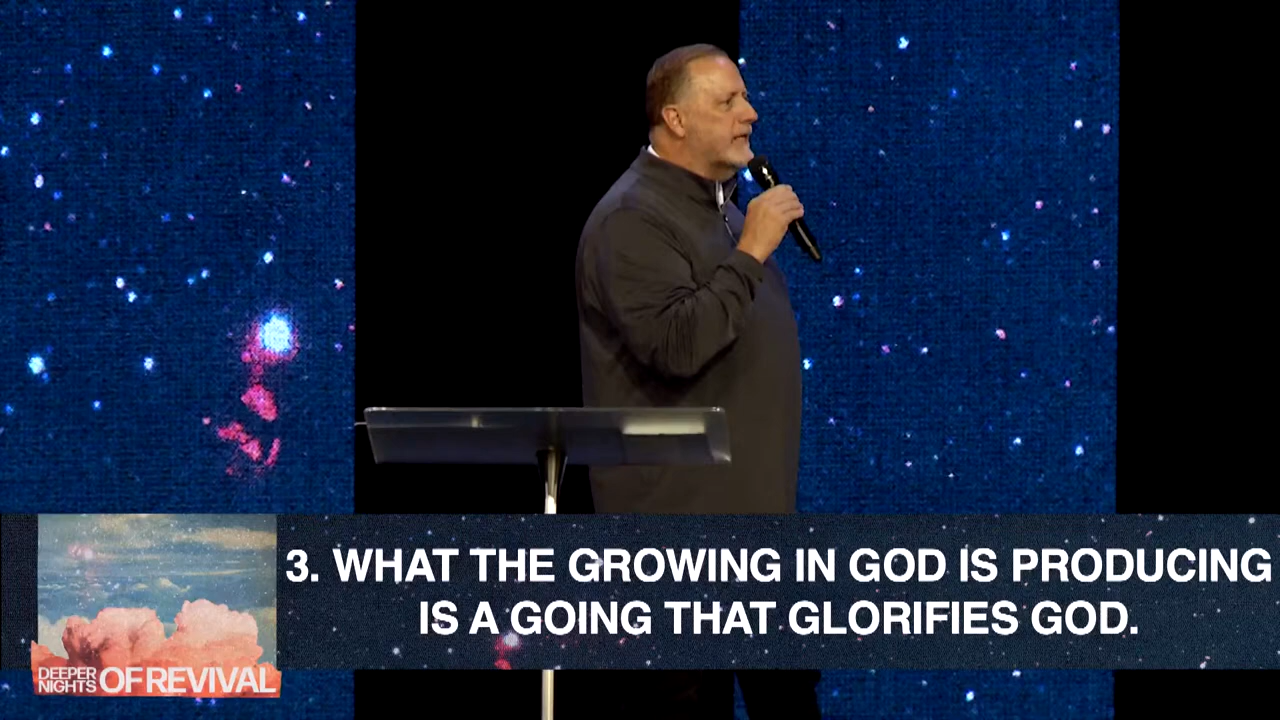 3. WHAT THE GROWING IN GOD IS PRODUCING
IS A GOING THAT GLORIFIES GOD.
DEEPER
NIGHTS OF REVIVAL